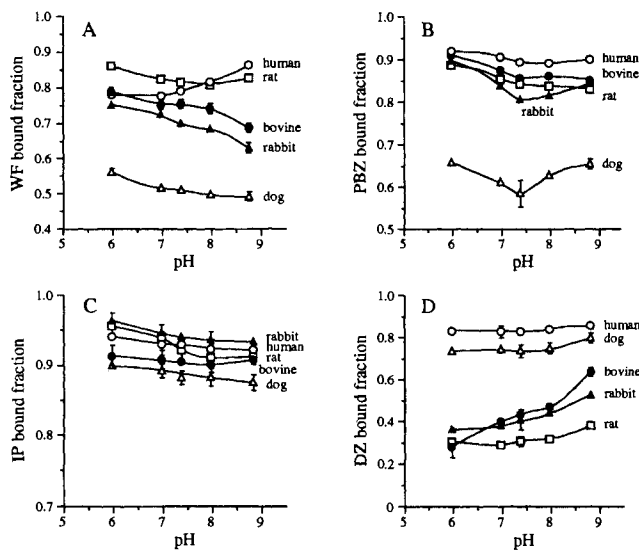 A
WF bound fraction
1.0
0.9
0.8
0.7
0.6
0.5
0.4
human
rat
bovine
rabbit
dog
5 6 7 8 9
pH
B
PBZ bound fraction
1.0
0.9
0.8
0.7
0.6
0.5
human
bovine
rat
rabbit
dog
5 6 7 8 9
pH
C
IP bound fraction
1.0
0.9
0.7
rabbit
human
rat
bovine
dog
5 6 7 8 9
pH
D
DZ bound fraction
1.0
0.8
0.6
0.4
0.2
0.0
human
dog
bovine
rabbit
rat
5 6 7 8 9
pH